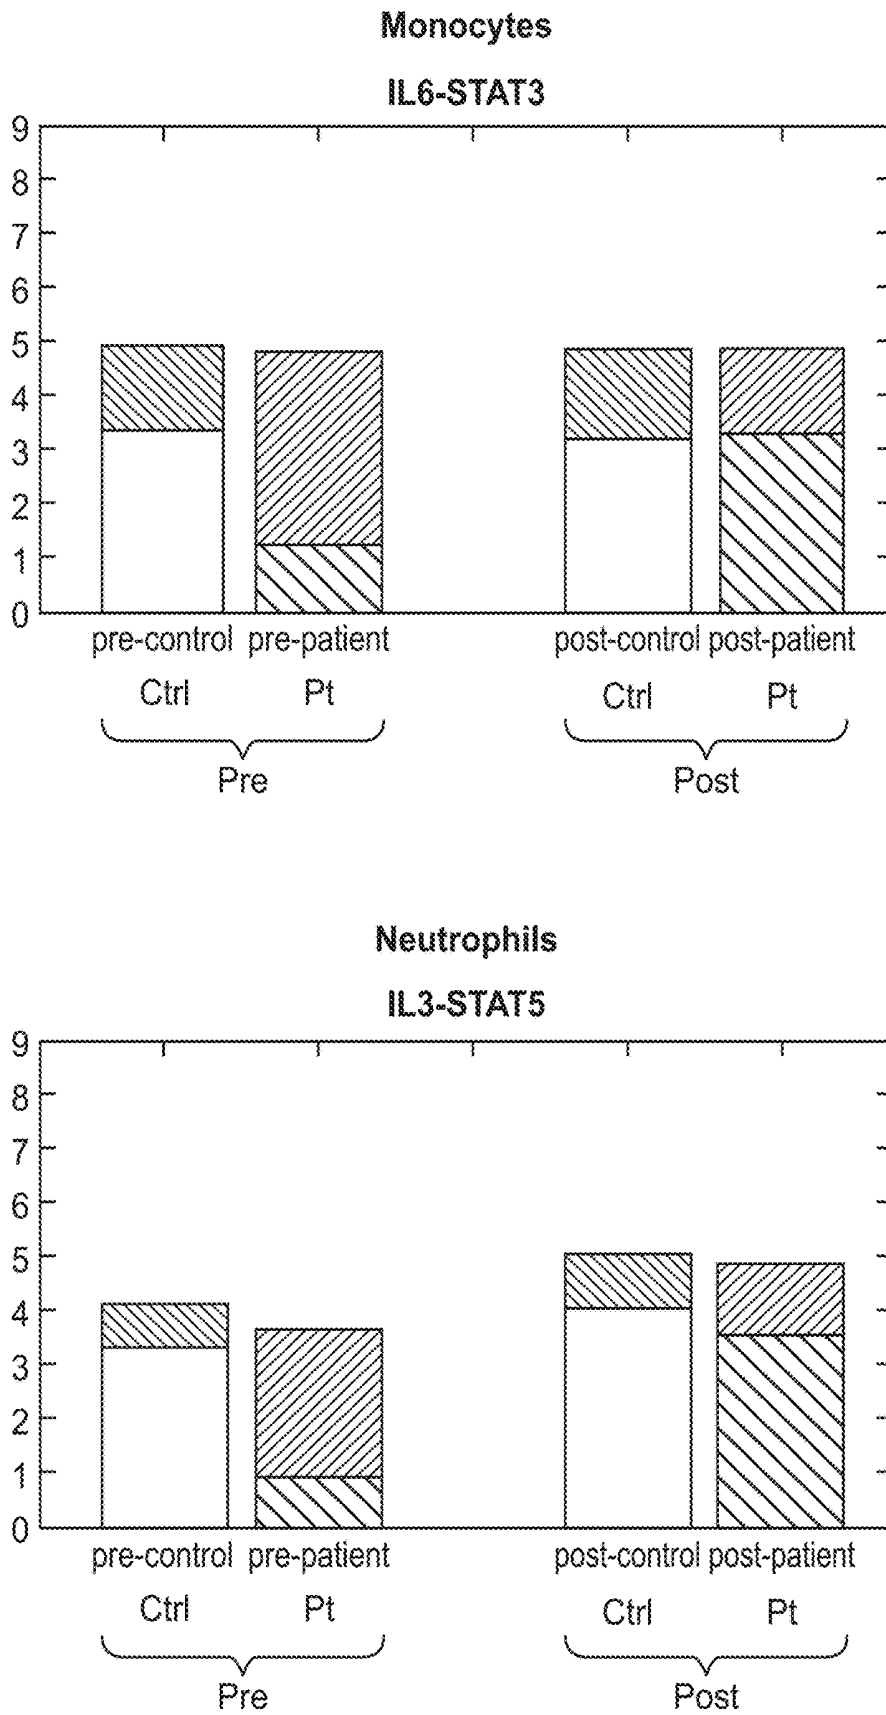 Monocytes
IL6-STAT3
9
8
7
6
5
4
3
2
1
0
pre-control pre-patient post-control post-patient
Ctrl Pt Ctrl Pt
Pre Post
Neutrophils
IL3-STAT5
9
8
7
6
5
4
3
2
1
0
pre-control pre-patient post-control post-patient
Ctrl Pt Ctrl Pt
Pre Post